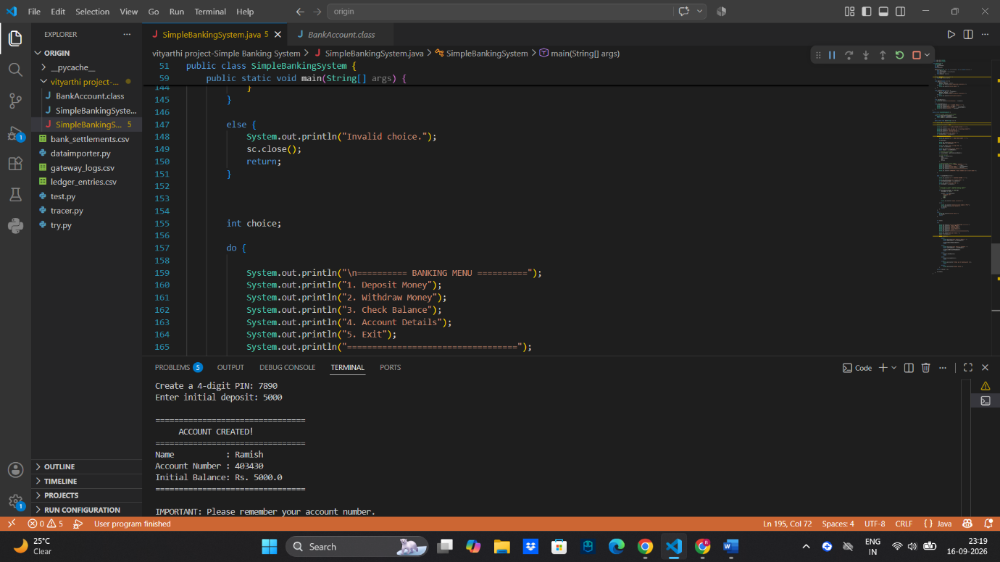 File Edit Selection View Go Run Terminal Help
origin
EXPLORER
ORIGIN
__pycache__
vityarthi project-...
BankAccount.class
SimpleBankingSyste...
SimpleBankingS... 5
bank_settlements.csv
dataimporter.py
gateway_logs.csv
ledger_entries.csv
test.py
tracer.py
try.py
OUTLINE
TIMELINE
PROJECTS
RUN CONFIGURATION
1
1
SimpleBankingSystem.java 5
BankAccount.class
vityarthi project-Simple Banking System > SimpleBankingSystem.java > SimpleBankingSystem > main(String[] args)
51 public class SimpleBankingSystem {
59 public static void main(String[] args) {
144 }
145 }
146
147 else {
148 System.out.println("Invalid choice.");
149 sc.close();
150 return;
151 }
152
153
154
155 int choice;
156
157 do {
158
159 System.out.println("\n========== BANKING MENU ==========");
160 System.out.println("1. Deposit Money");
161 System.out.println("2. Withdraw Money");
162 System.out.println("3. Check Balance");
163 System.out.println("4. Account Details");
164 System.out.println("5. Exit");
165 System.out.println("==================================");
PROBLEMS 5 OUTPUT DEBUG CONSOLE TERMINAL PORTS
Code
Create a 4-digit PIN: 7890
Enter initial deposit: 5000
================================
ACCOUNT CREATED!
================================
Name : Ramish
Account Number : 403430
Initial Balance: Rs. 5000.0
================================
IMPORTANT: Please remember your account number.
0 5 User program finished
Ln 195, Col 72 Spaces: 4 UTF-8 CRLF {} Java
25°C
Clear
Search
ENG
IN
23:19
16-09-2026